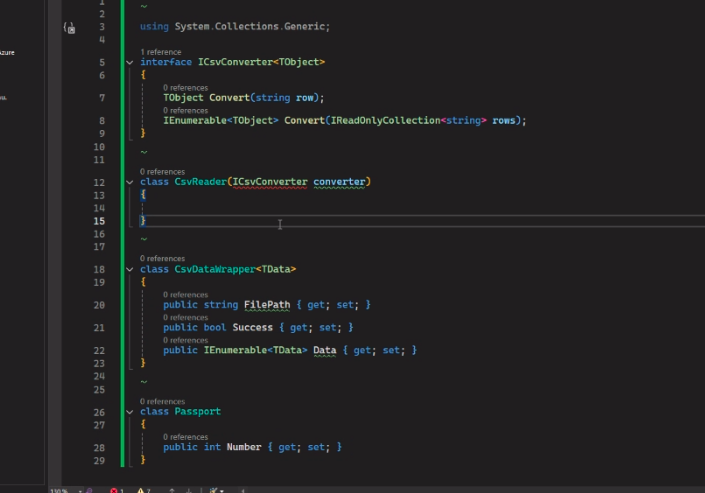 1
2
3 using System.Collections.Generic;
4
zure
1 reference
5 interface ICsvConverter<TObject>
6 {
0 references
7 TObject Convert(string row);
0 references
8 IEnumerable<TObject> Convert(IReadOnlyCollection<string> rows);
9 }
10
11
0 references
12 class CsvReader(ICsvConverter converter)
13 {
14
15 }
16
17
0 references
18 class CsvDataWrapper<TData>
19 {
0 references
20 public string FilePath { get; set; }
0 references
21 public bool Success { get; set; }
0 references
22 public IEnumerable<TData> Data { get; set; }
23 }
24
25
0 references
26 class Passport
27 {
0 references
28 public int Number { get; set; }
29 }
110% 1 7